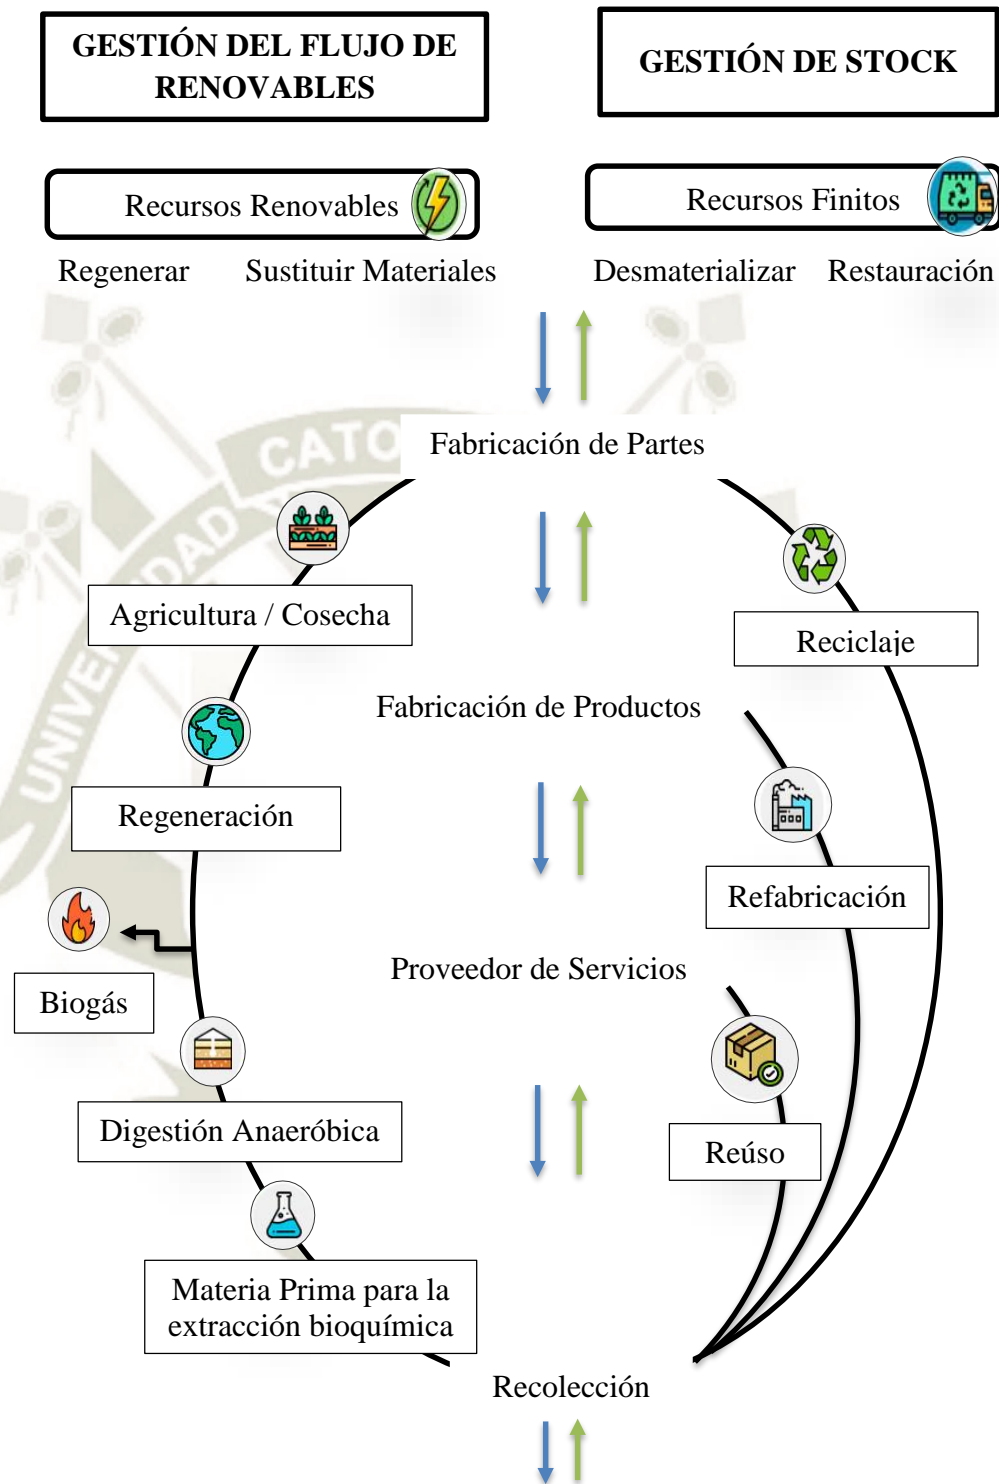 GESTIÓN DEL FLUJO DE
RENOVABLES
GESTIÓN DE STOCK
Recursos Renovables
Recursos Finitos
Regenerar
Sustituir Materiales
Desmaterializar
Restauración
Fabricación de Partes
CATO
UNIVERSIDAD
Agricultura / Cosecha
Reciclaje
Fabricación de Productos
Regeneración
Refabricación
Proveedor de Servicios
Biogás
Digestión Anaeróbica
Reúso
Materia Prima para la
extracción bioquímica
Recolección